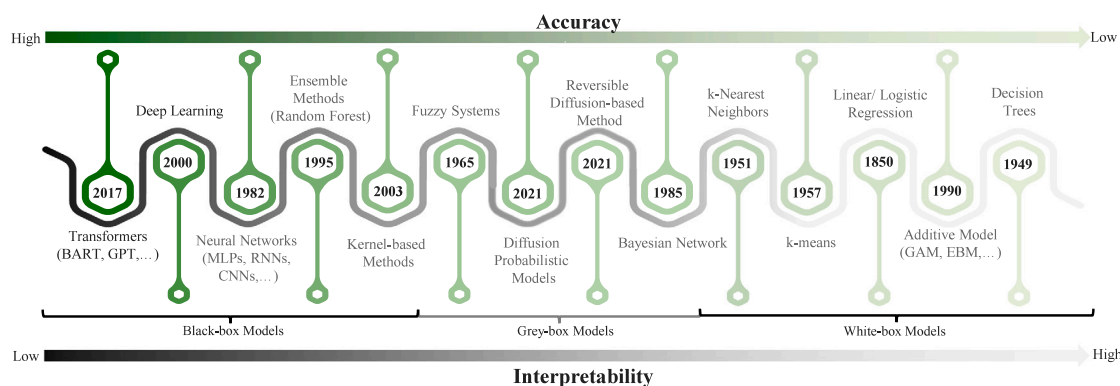 Accuracy
High
Low
Deep Learning
Ensemble
Methods
(Random Forest)
Fuzzy Systems
Reversible
Diffusion-based
Method
k-Nearest
Neighbors
Linear/ Logistic
Regression
Decision
Trees
2017
2000
1982
1995
2003
1965
2021
2021
1985
1951
1957
1850
1990
1949
Transformers
(BART, GPT,...)
Neural Networks
(MLPs, RNNs,
CNNs,...)
Kernel-based
Methods
Diffusion
Probabilistic
Models
Bayesian Network
k-means
Additive Model
(GAM, EBM,...)
Black-box Models
Grey-box Models
White-box Models
Low
High
Interpretability